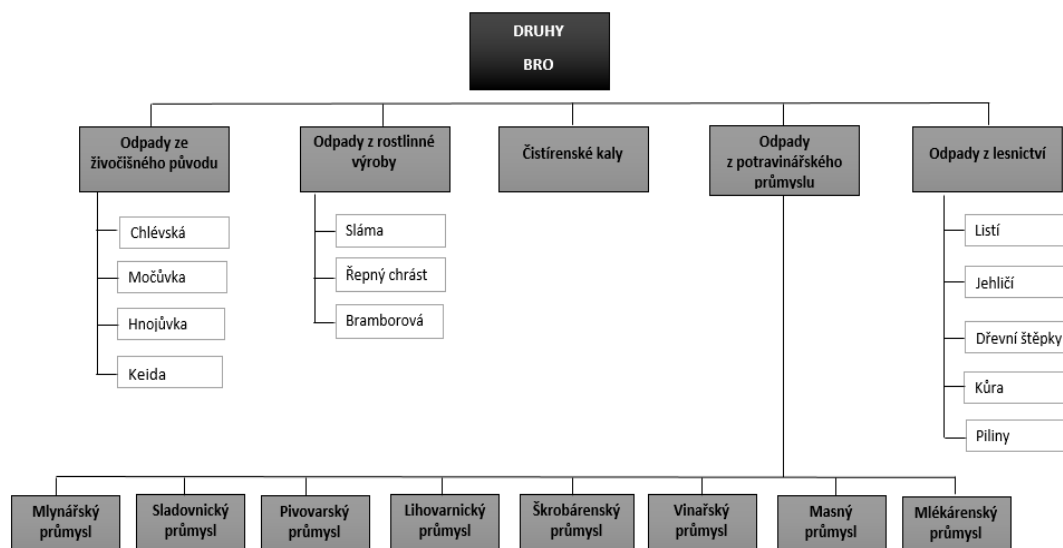 DRUHY
BRO
Odpady ze
živočišného původu
Odpady z rostlinné
výroby
Čistírenské kaly
Odpady
z potravinářského
průmyslu
Odpady z lesnictví
Chlévská
Močůvka
Hnojůvka
Keida
Sláma
Řepný chrást
Bramborová
Listí
Jehličí
Dřevní štěpky
Kůra
Piliny
Mlynářský
průmysl
Sladovnický
průmysl
Pivovarský
průmysl
Lihovarnický
průmysl
Škrobárenský
průmysl
Vinařský
průmysl
Masný
průmysl
Mlékárenský
průmysl